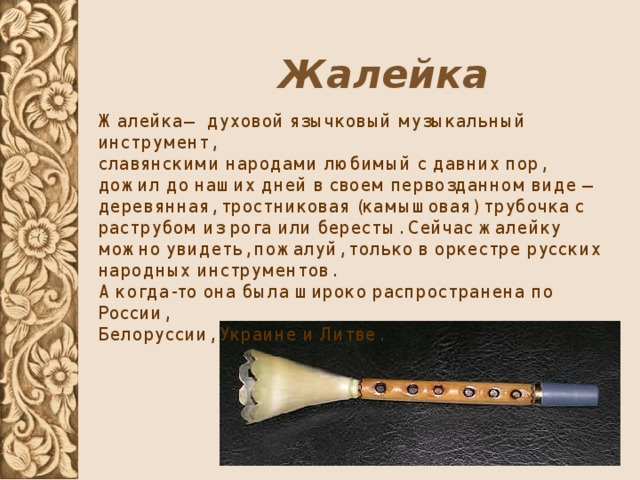 Жалейка
Жалейка– духовой язычковый музыкальный
инструмент,
славянскими народами любимый с давних пор,
дожил до наших дней в своем первозданном виде –
деревянная, тростниковая (камышовая) трубочка с
раструбом из рога или бересты. Сейчас жалейку
можно увидеть, пожалуй, только в оркестре русских
народных инструментов.
А когда-то она была широко распространена по
России,
Белоруссии, Украине и Литве.